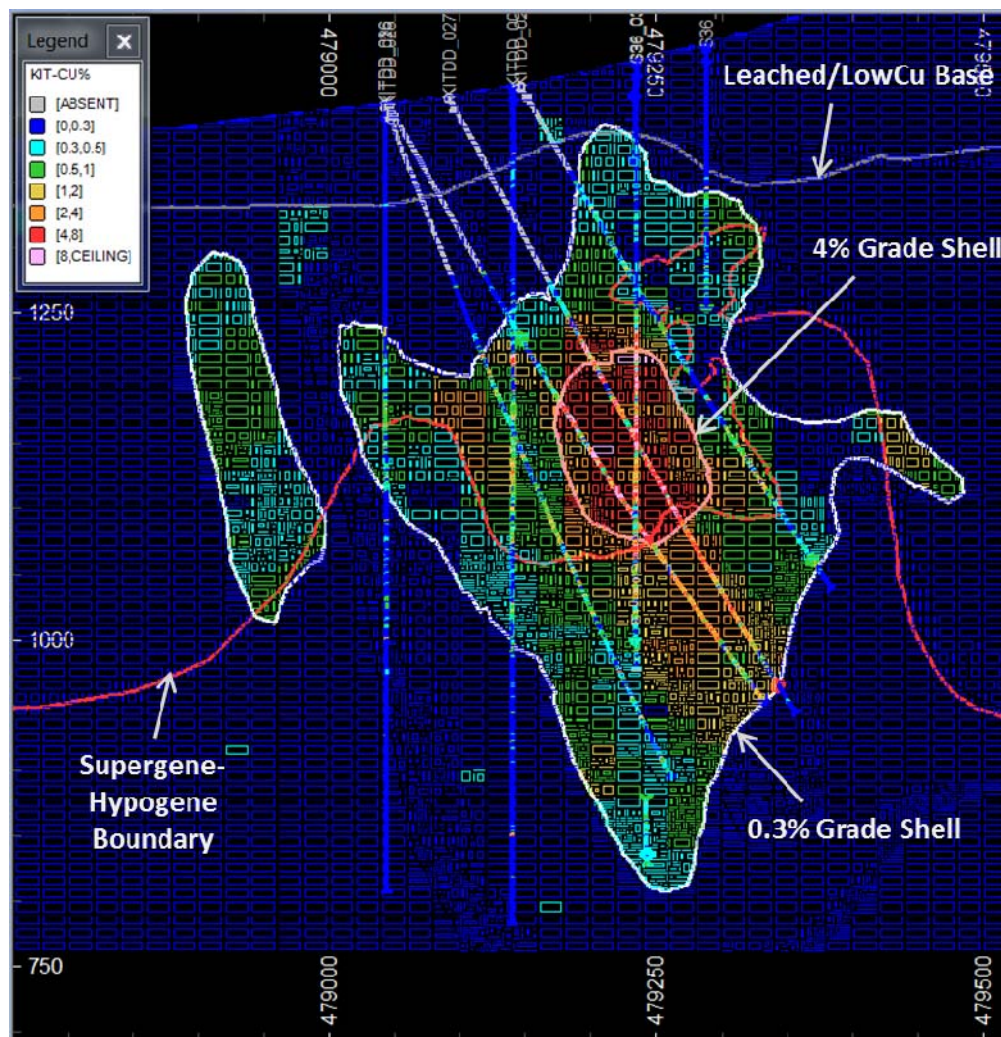 Legend
KIT-CU%
[ABSENT]
[0,0.3]
[0.3,0.5]
[0.5,1]
[1,2]
[2,4]
[4,8]
[8,CEILING]
479000
KITDD_027
479250
S36
Leached/LowCu Base
4% Grade Shell
1250
1000
Supergene-
Hypogene
Boundary
0.3% Grade Shell
750
479000
479250
479500